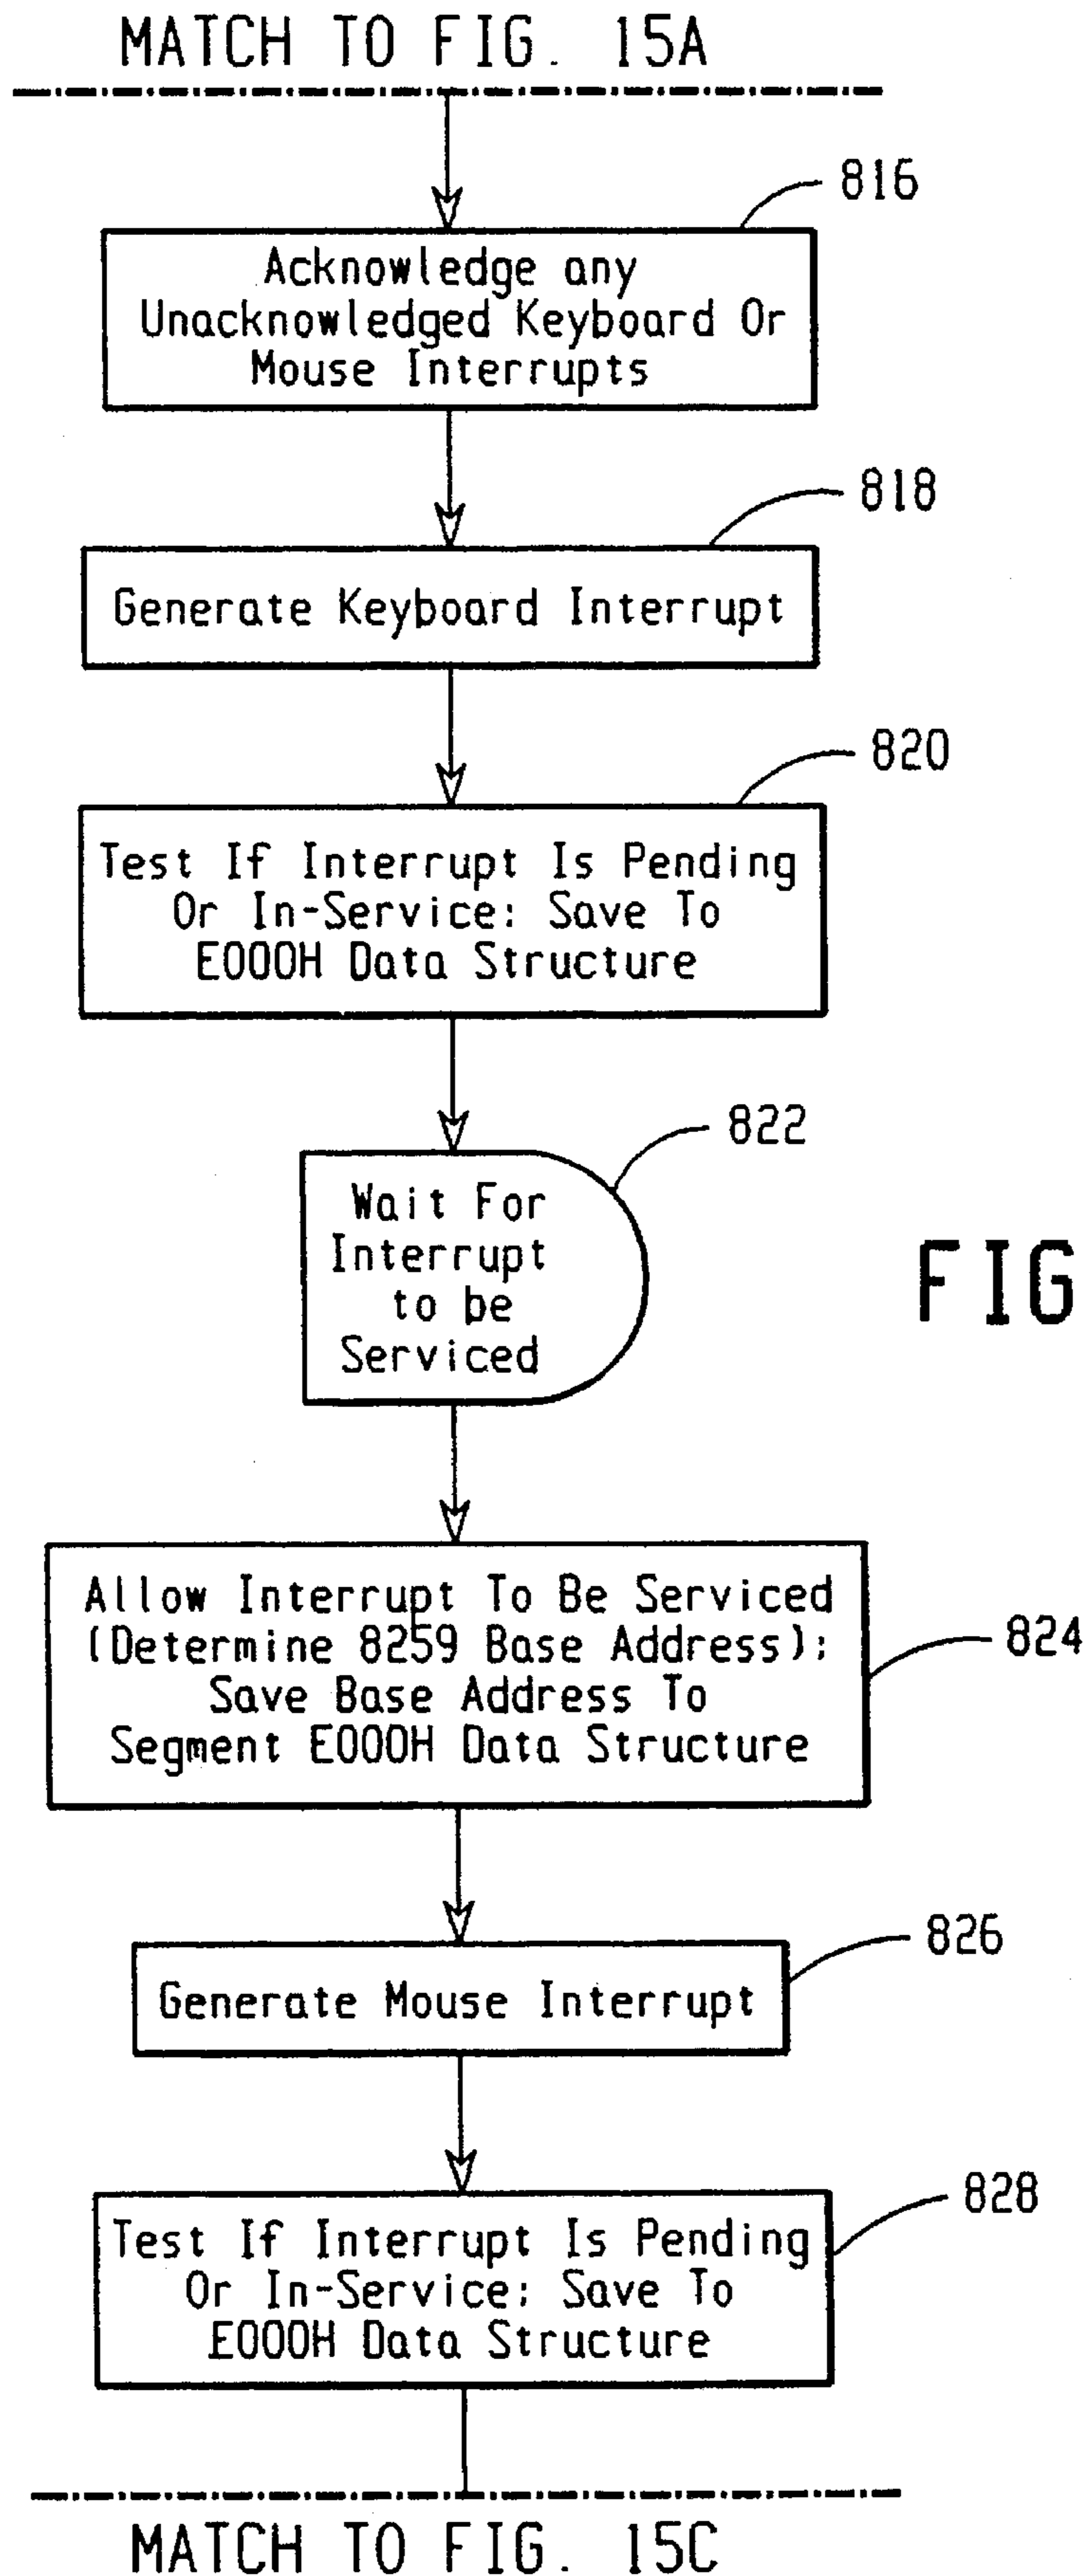 MATCH TO FIG. 15A
816
Acknowledge any
Unacknowledged Keyboard Or
Mouse Interrupts
818
Generate Keyboard Interrupt
820
Test If Interrupt Is Pending
Or In-Service; Save To
E000H Data Structure
822
Wait For
Interrupt
to be
Serviced
FIG
Allow Interrupt To Be Serviced
(Determine 8259 Base Address);
Save Base Address To
Segment E000H Data Structure
824
826
Generate Mouse Interrupt
828
Test If Interrupt Is Pending
Or In-Service; Save To
E000H Data Structure
MATCH TO FIG. 15C